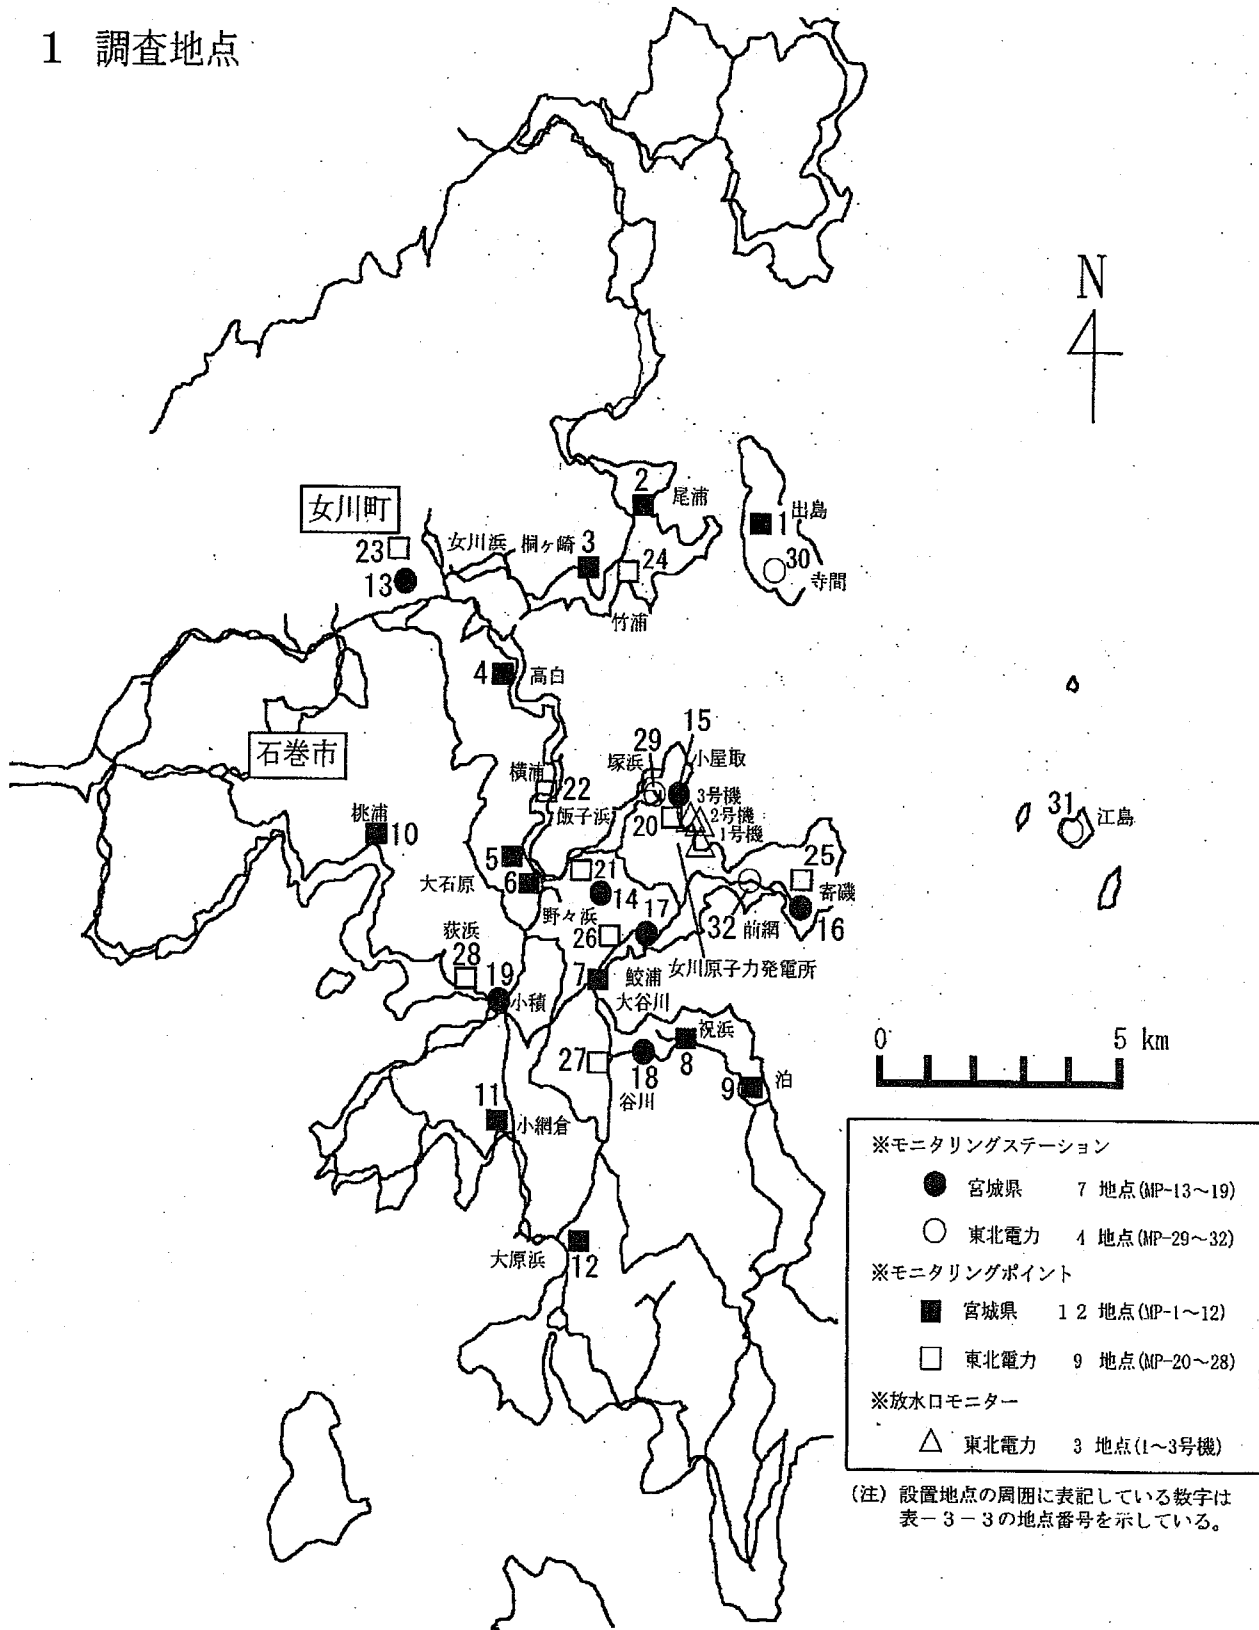 1 調査地点
N
2
尾浦
女川町
1
出島
女川浜
桐ヶ崎
3
23
24
30
13
寺間
竹浦
4
高白
15
石巻市
29
小屋取
塚浜
横浦
22
3号機
桃浦
飯子浜
20
2号機
31
江島
10
1号機
5
21
25
大石原
6
14
寄磯
野々浜
17
荻浜
26
32
前網
16
28
19
7
鮫浦
女川原子力発電所
小積
大谷川
祝浜
0 5 km
27
18
8
11
谷川
9
泊
小網倉
大原浜
12
※モニタリングステーション
宮城県 7 地点(MP-13～19)
東北電力 4 地点(MP-29～32)
※モニタリングポイント
宮城県 12 地点(MP-1～12)
東北電力 9 地点(MP-20～28)
※放水口モニター
東北電力 3 地点(1～3号機)
(注) 設置地点の周囲に表記している数字は
表－3－3の地点番号を示している。